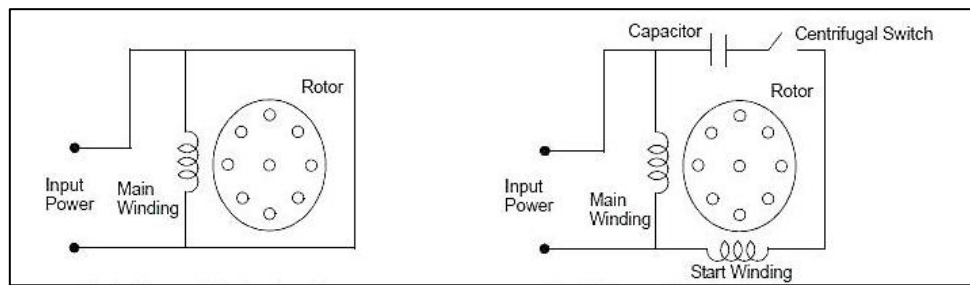 Rotor
Input
Power
Main
Winding
Capacitor
Centrifugal Switch
Rotor
Input
Power
Main
Winding
Start Winding